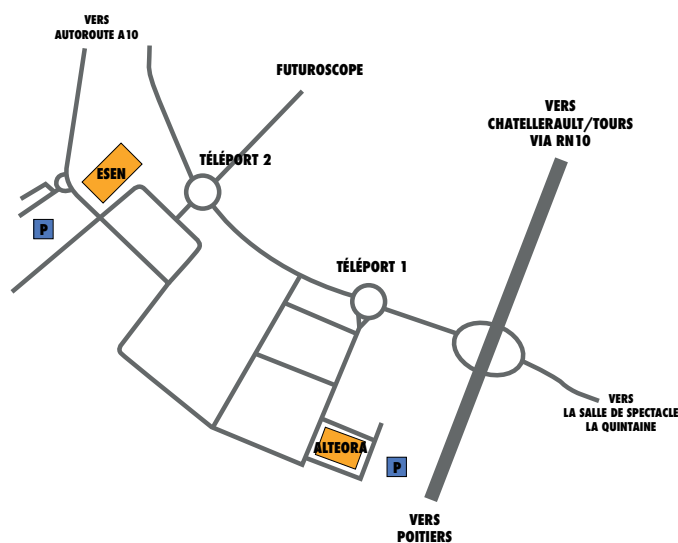 VERS
AUTOROUTE A10
FUTUROSCOPE
VERS
CHATELLERAULT/TOURS
VIA RN10
TÉLÉPORT 2
ESEN
P
TÉLÉPORT 1
VERS
LA SALLE DE SPECTACLE
LA QUINTAINE
ALTEORA
P
VERS
POITIERS